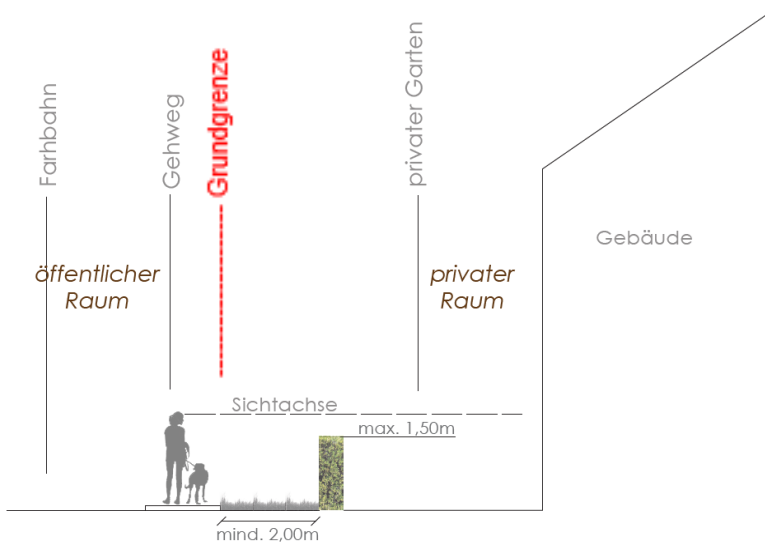 Farhbahn
Gehweg
Grundgrenze
privater Garten
Gebäude
öffentlicher
Raum
privater
Raum
Sichtachse
max. 1,50m
mind. 2,00m